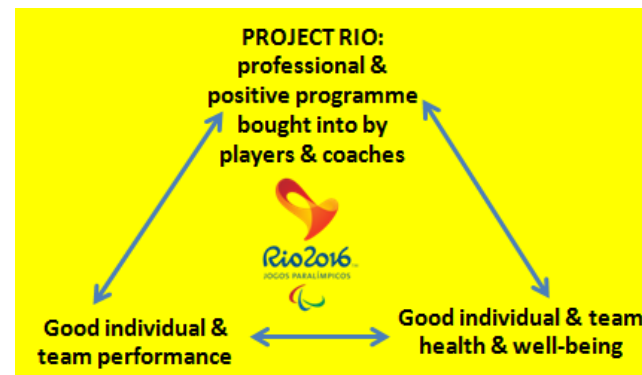 PROJECT RIO:
professional &
positive programme
bought into by
players & coaches
Rio2016
JOGOS PARALÍMPICOS
Good individual &
team performance
Good individual & team
health & well-being